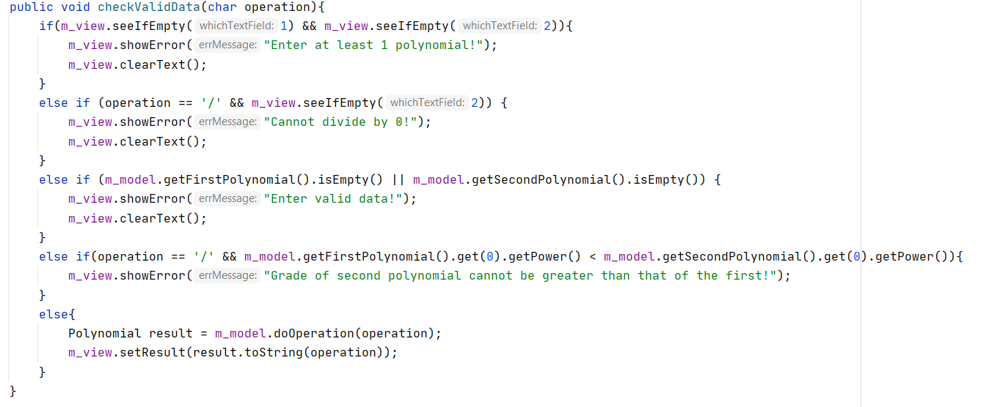 public void checkValidData(char operation){
    if(m_view.seeIfEmpty( whichTextField: 1) && m_view.seeIfEmpty( whichTextField: 2)){
        m_view.showError( errMessage: "Enter at least 1 polynomial!");
        m_view.clearText();
    }
    else if (operation == '/' && m_view.seeIfEmpty( whichTextField: 2)) {
        m_view.showError( errMessage: "Cannot divide by 0!");
        m_view.clearText();
    }
    else if (m_model.getFirstPolynomial().isEmpty() || m_model.getSecondPolynomial().isEmpty()) {
        m_view.showError( errMessage: "Enter valid data!");
        m_view.clearText();
    }
    else if(operation == '/' && m_model.getFirstPolynomial().get(0).getPower() < m_model.getSecondPolynomial().get(0).getPower()){
        m_view.showError( errMessage: "Grade of second polynomial cannot be greater than that of the first!");
    }
    else{
        Polynomial result = m_model.doOperation(operation);
        m_view.setResult(result.toString(operation));
    }
}